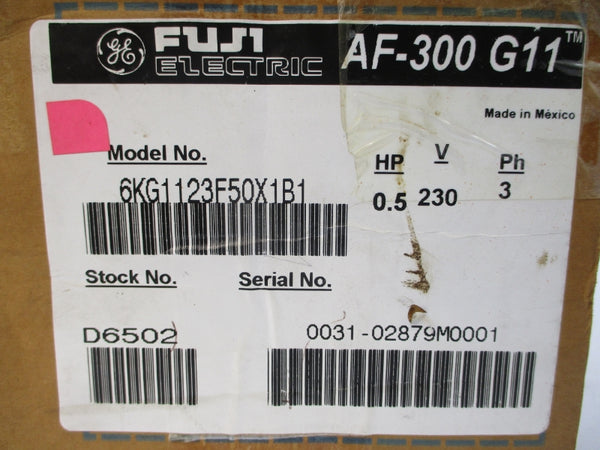 GE FUJI ELECTRIC AF-300 G11™
Made in México
Model No.
6KG1123F50X1B1
HP V Ph
0.5 230 3
Stock No. Serial No.
D6502 0031-02879M0001